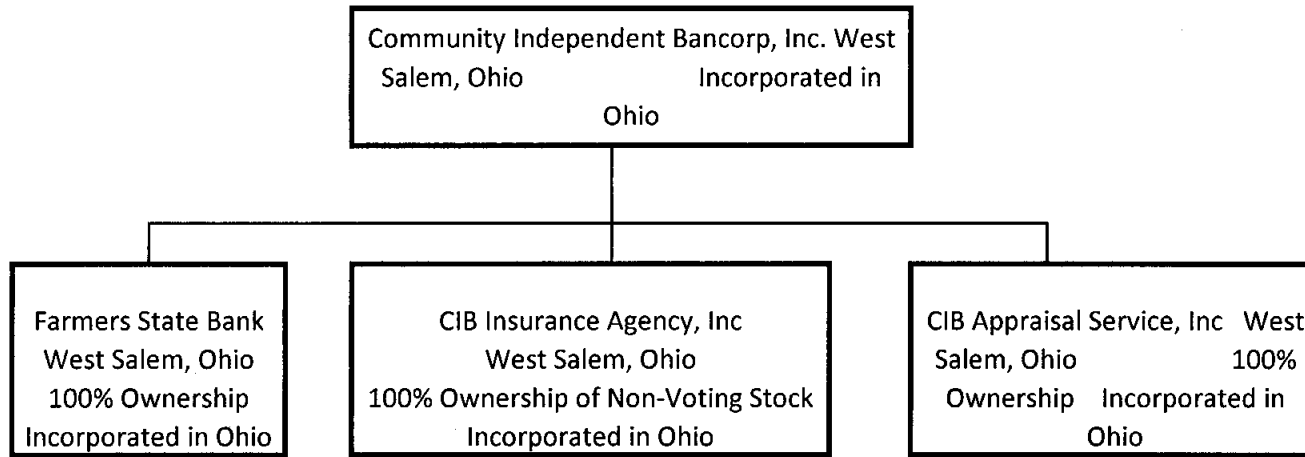 Community Independent Bancorp, Inc. West
Salem, Ohio Incorporated in
Ohio
Farmers State Bank
West Salem, Ohio
100% Ownership
Incorporated in Ohio
CIB Insurance Agency, Inc
West Salem, Ohio
100% Ownership of Non-Voting Stock
Incorporated in Ohio
CIB Appraisal Service, Inc West
Salem, Ohio 100%
Ownership Incorporated in
Ohio